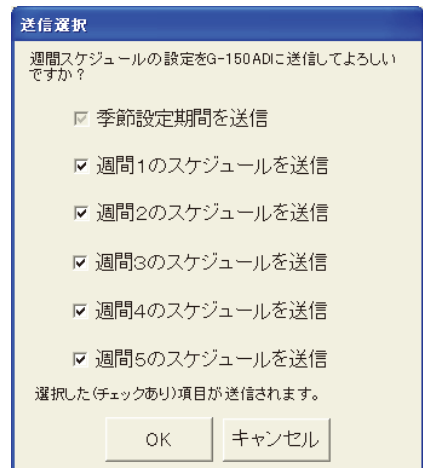 送信選択
週間スケジュールの設定をG-150ADに送信してよろしい
ですか？
季節設定期間を送信
週間1のスケジュールを送信
週間2のスケジュールを送信
週間3のスケジュールを送信
週間4のスケジュールを送信
週間5のスケジュールを送信
選択した(チェックあり)項目が送信されます。
OK キャンセル